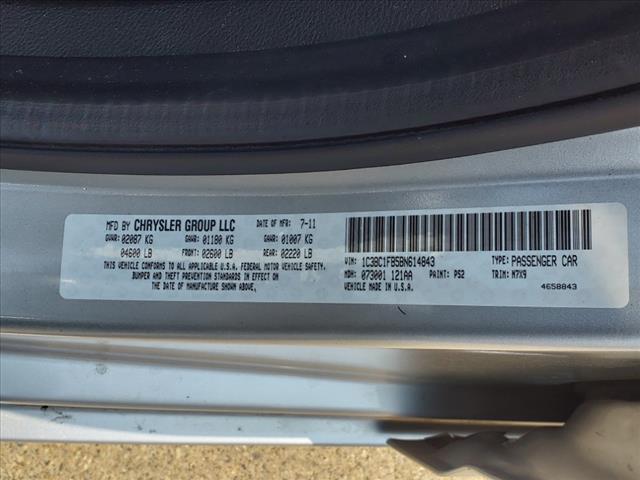 MFD BY CHRYSLER GROUP LLC DATE OF MFR: 7-11
GVWR: 02087 KG GAWR: 01180 KG GAWR: 01007 KG
04600 LB FRONT: 02600 LB REAR: 02220 LB
THIS VEHICLE CONFORMS TO ALL APPLICABLE U.S.A. FEDERAL MOTOR VEHICLE SAFETY,
BUMPER AND THEFT PREVENTION STANDARDS IN EFFECT ON
THE DATE OF MANUFACTURE SHOWN ABOVE.
VIN: 1C3BC1FB5BN614843 TYPE: PASSENGER CAR
MDH: 073001 121AA PAINT: PS2 TRIM: M7X9
VEHICLE MADE IN U.S.A. 4658843